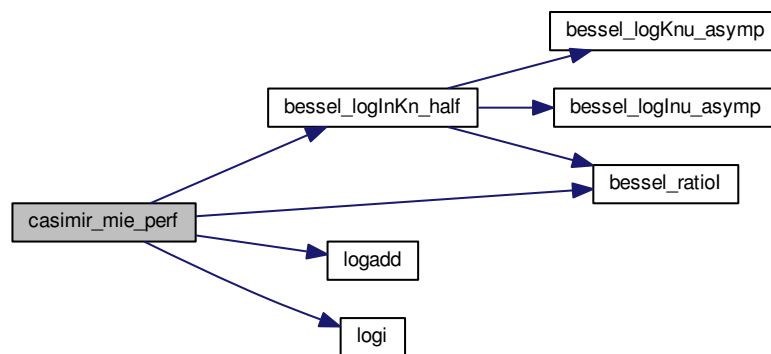 bessel_logKnu_asymp
bessel_logInKn_half
bessel_logInu_asymp
bessel_ratioI
casimir_mie_perf
logadd
logi